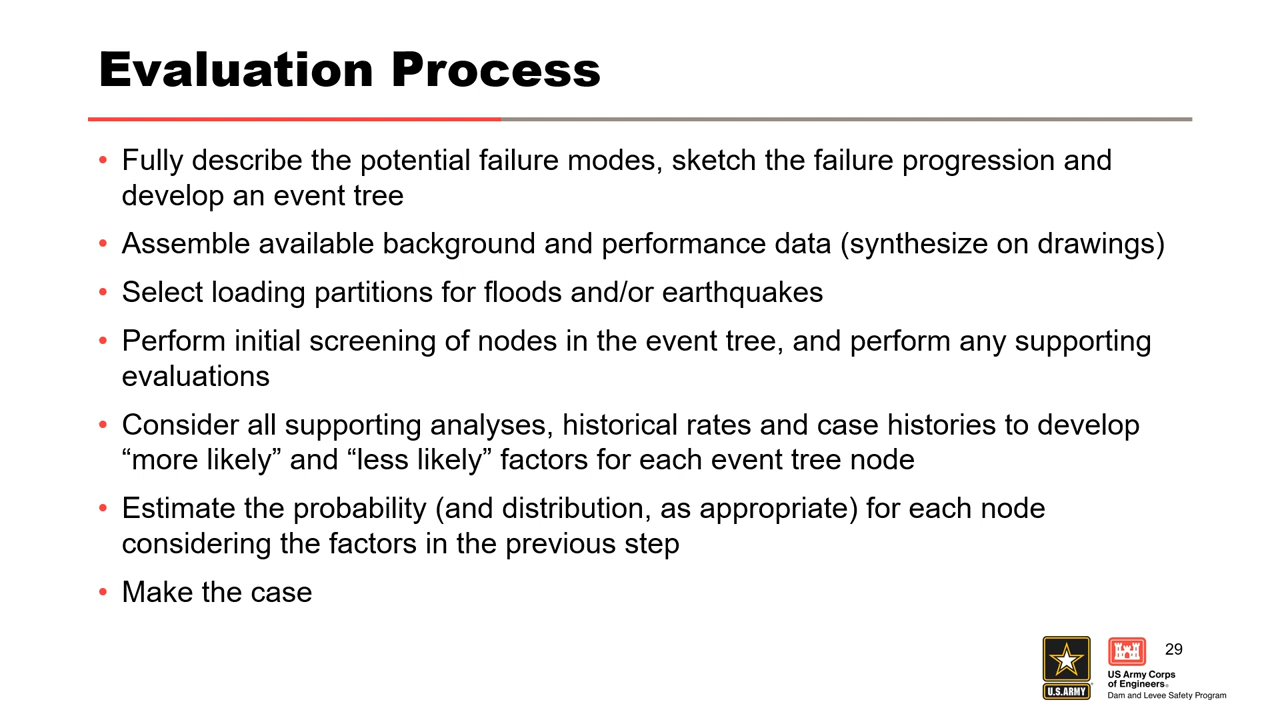 Evaluation Process
• Fully describe the potential failure modes, sketch the failure progression and
develop an event tree
• Assemble available background and performance data (synthesize on drawings)
• Select loading partitions for floods and/or earthquakes
• Perform initial screening of nodes in the event tree, and perform any supporting
evaluations
• Consider all supporting analyses, historical rates and case histories to develop
“more likely” and “less likely” factors for each event tree node
• Estimate the probability (and distribution, as appropriate) for each node
considering the factors in the previous step
• Make the case
29
U.S.ARMY
US Army Corps
of Engineers®
Dam and Levee Safety Program